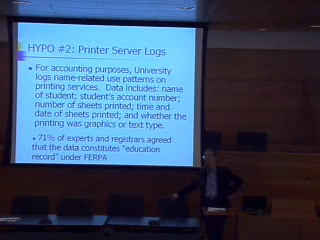 HYPO #2: Printer Server Logs
▪ For accounting purposes, University
logs name-related use patterns on
printing services. Data includes: name
of student; student's account number;
number of sheets printed; time and
date of sheets printed; and whether the
printing was graphics or text type.
▪ 71% of experts and registrars agreed
that the data constitutes "education
record" under FERPA